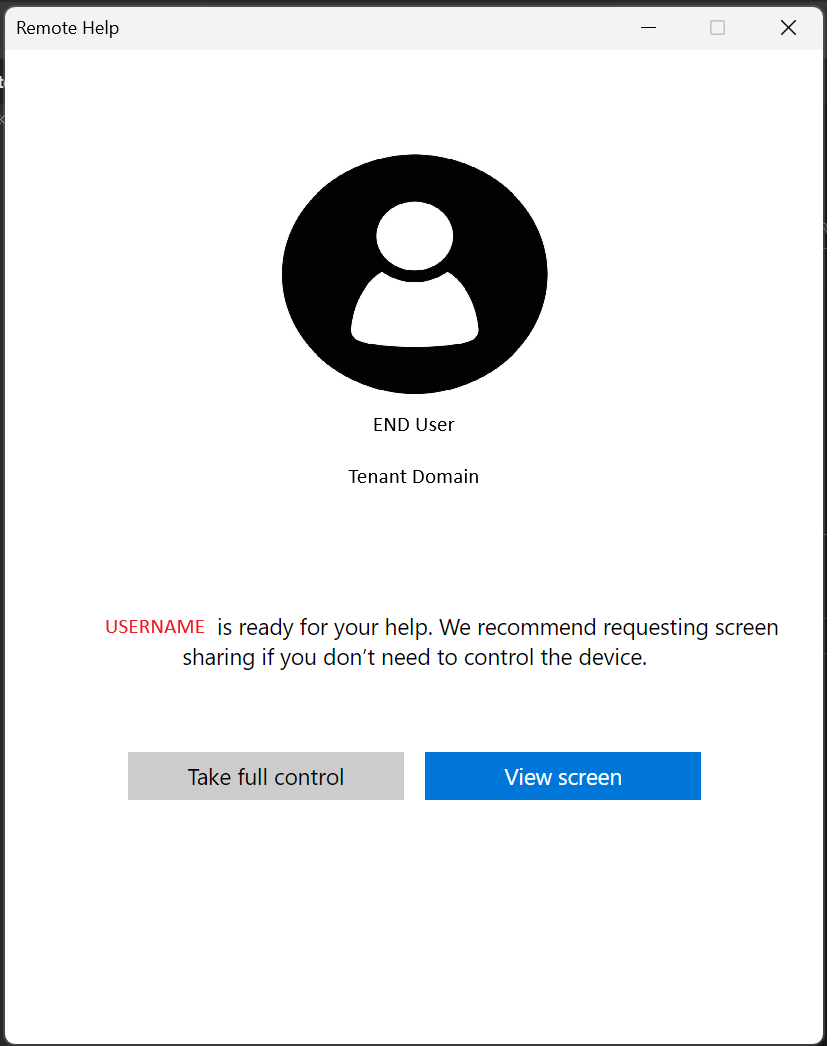 Remote Help
END User
Tenant Domain
USERNAME is ready for your help. We recommend requesting screen
sharing if you don't need to control the device.
Take full control
View screen